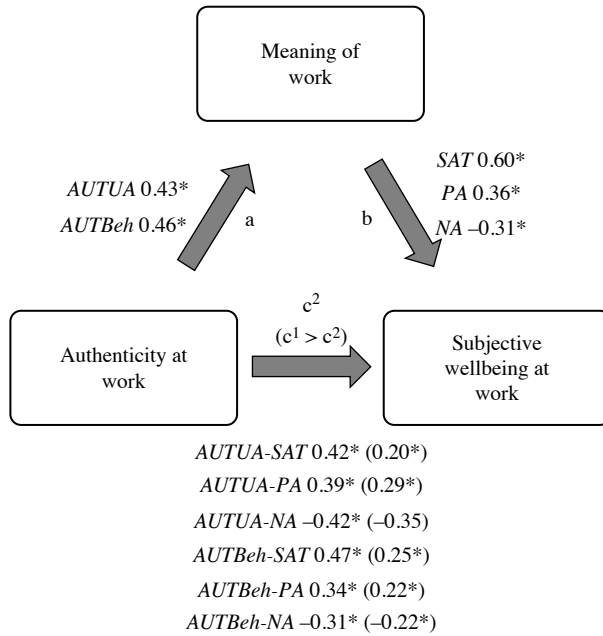 Meaning of
work
AUTUA 0.43*
AUTBeh 0.46*
a
b
SAT 0.60*
PA 0.36*
NA –0.31*
c²
(c¹ > c²)
Authenticity at
work
Subjective
wellbeing at
work
AUTUA-SAT 0.42* (0.20*)
AUTUA-PA 0.39* (0.29*)
AUTUA-NA –0.42* (–0.35)
AUTBeh-SAT 0.47* (0.25*)
AUTBeh-PA 0.34* (0.22*)
AUTBeh-NA –0.31* (–0.22*)